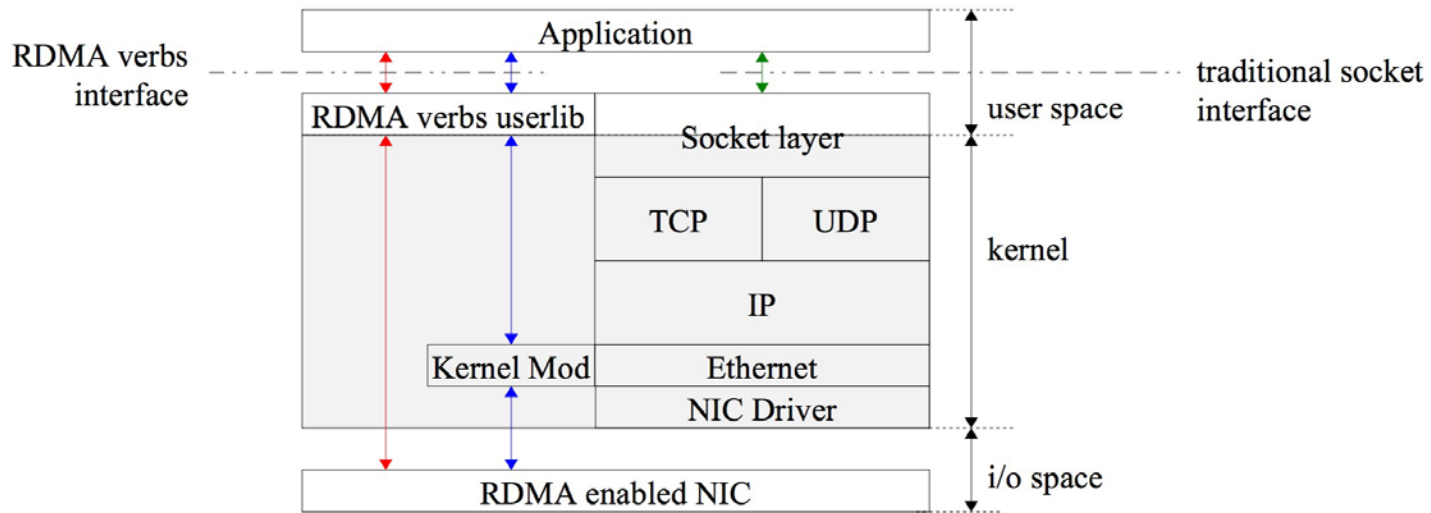 Application
RDMA verbs
interface
traditional socket
interface
RDMA verbs userlib
Socket layer
user space
TCP
UDP
kernel
IP
Kernel Mod
Ethernet
NIC Driver
RDMA enabled NIC
i/o space